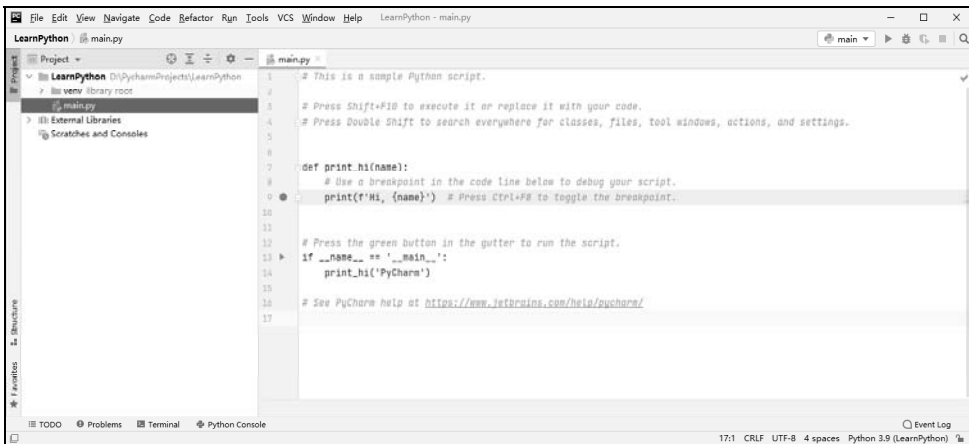 PC File Edit View Navigate Code Refactor Run Tools VCS Window Help LearnPython - main.py
LearnPython main.py main
Project
Project
main.py
LearnPython D:\PycharmProjects\LearnPython
venv library root
main.py
External Libraries
Scratches and Consoles
1 # This is a sample Python script.
2
3 # Press Shift+F10 to execute it or replace it with your code.
4 # Press Double Shift to search everywhere for classes, files, tool windows, actions, and settings.
5
6
7 def print_hi(name):
8 # Use a breakpoint in the code line below to debug your script.
9 print(f'Hi, {name}') # Press Ctrl+F8 to toggle the breakpoint.
10
11
12 # Press the green button in the gutter to run the script.
13 if __name__ == '__main__':
14 print_hi('PyCharm')
15
16 # See PyCharm help at https://www.jetbrains.com/help/pycharm/
17
Structure
Favorites
TODO Problems Terminal Python Console Event Log
17:1 CRLF UTF-8 4 spaces Python 3.9 (LearnPython)